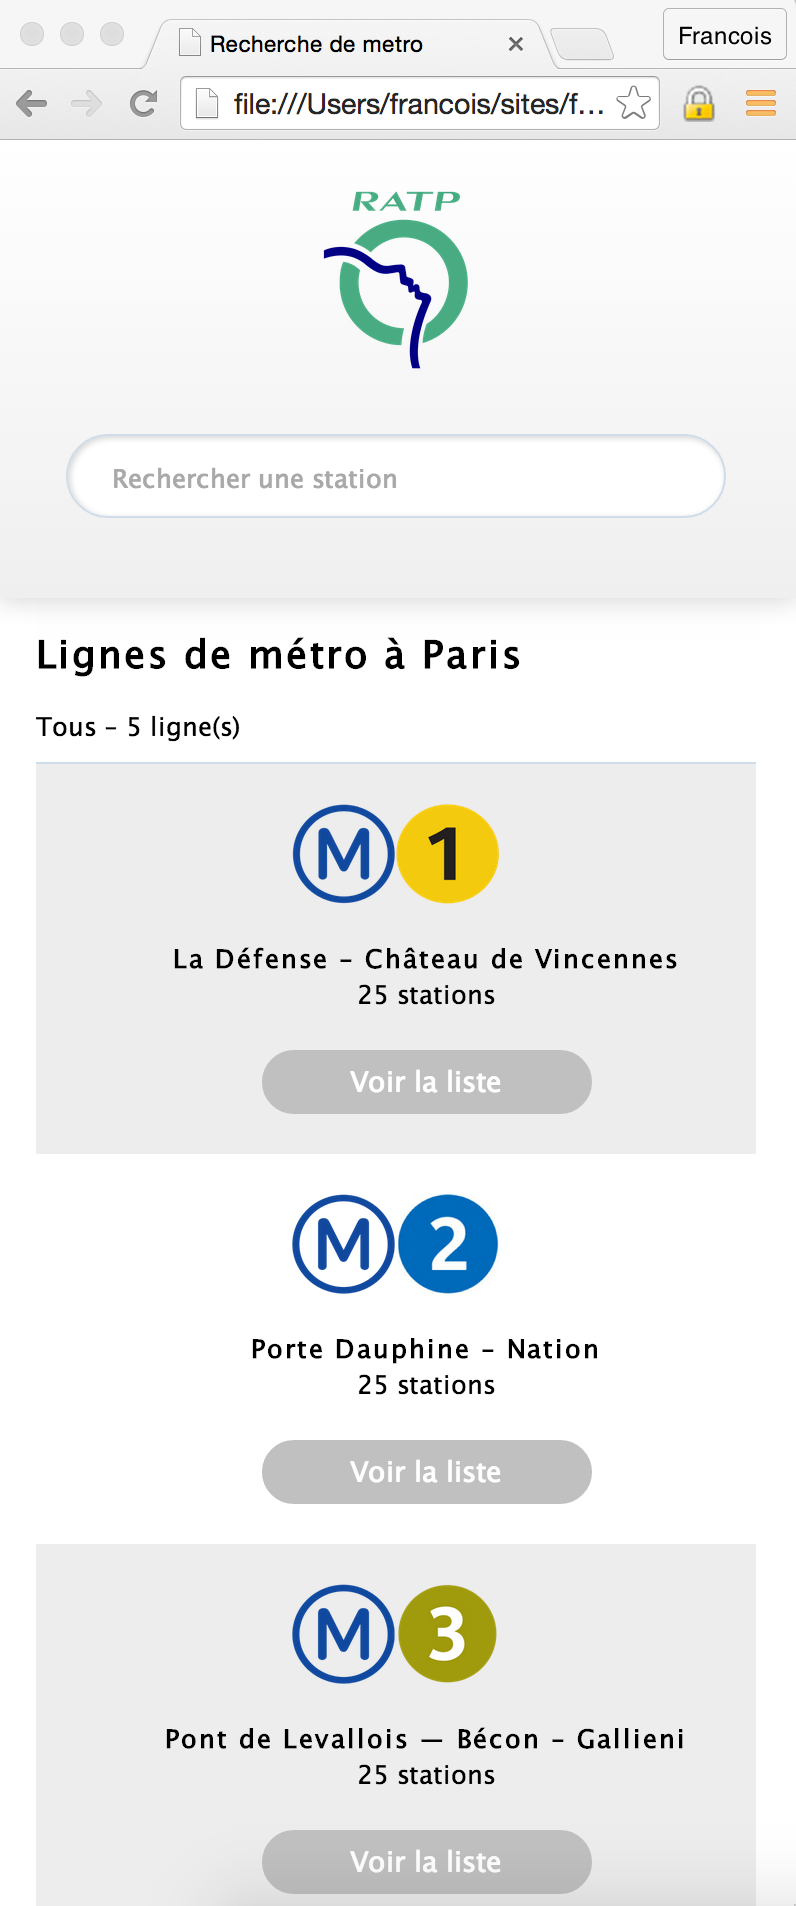 Recherche de metro
Francois
file:///Users/francois/sites/f...
RATP
Rechercher une station
Lignes de métro à Paris
Tous – 5 ligne(s)
M 1
La Défense – Château de Vincennes
25 stations
Voir la liste
M 2
Porte Dauphine – Nation
25 stations
Voir la liste
M 3
Pont de Levallois — Bécon – Gallieni
25 stations
Voir la liste